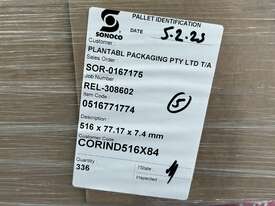 SONOCO
PALLET IDENTIFICATION
DATE 5.2.23
Customer
PLANTABL PACKAGING PTY LTD T/A
Sales Order
SOR-0167175
Job Number
REL-308602
Item Code
0516771774
5
Description
516 x 77.17 x 7.4 mm
Customer Code
CORIND516X84
Quantity
336
Inspected